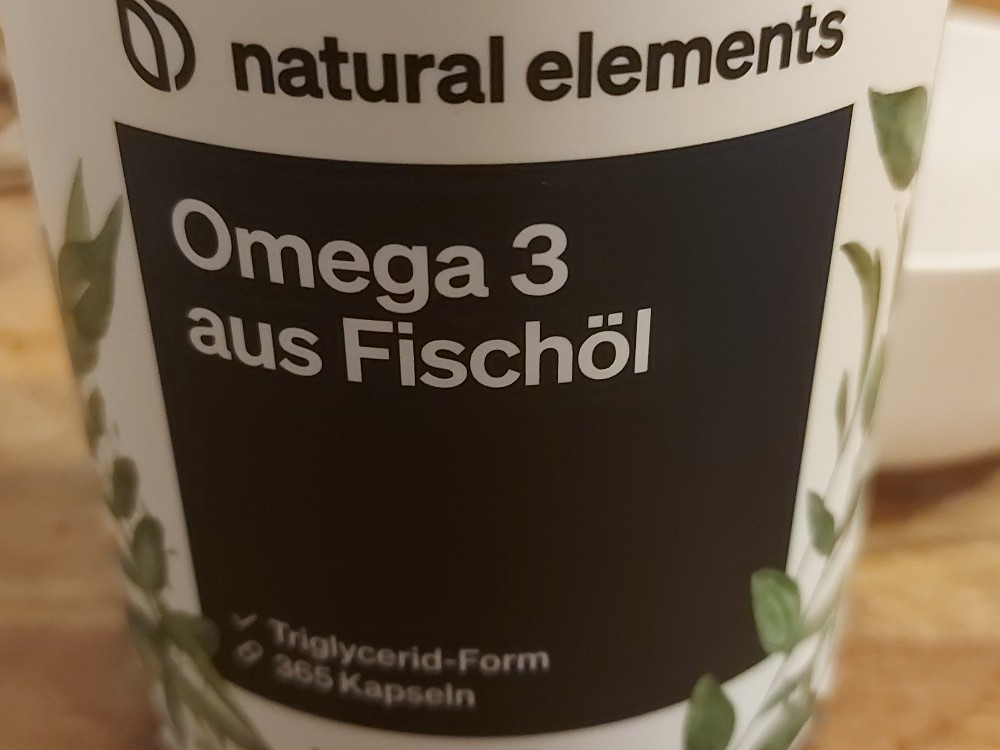 natural elements
Omega 3
aus Fischöl
Triglycerid-Form
365 Kapseln